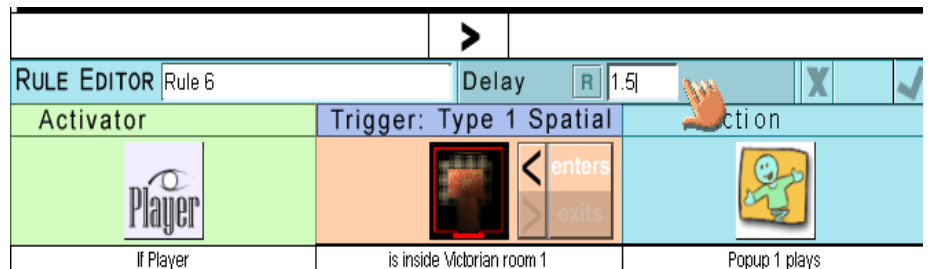 >
RULE EDITOR Rule 6 Delay R 1.5 X
Activator Trigger: Type 1 Spatial ction
Player < enters
> exits
If Player is inside Victorian room 1 Popup 1 plays